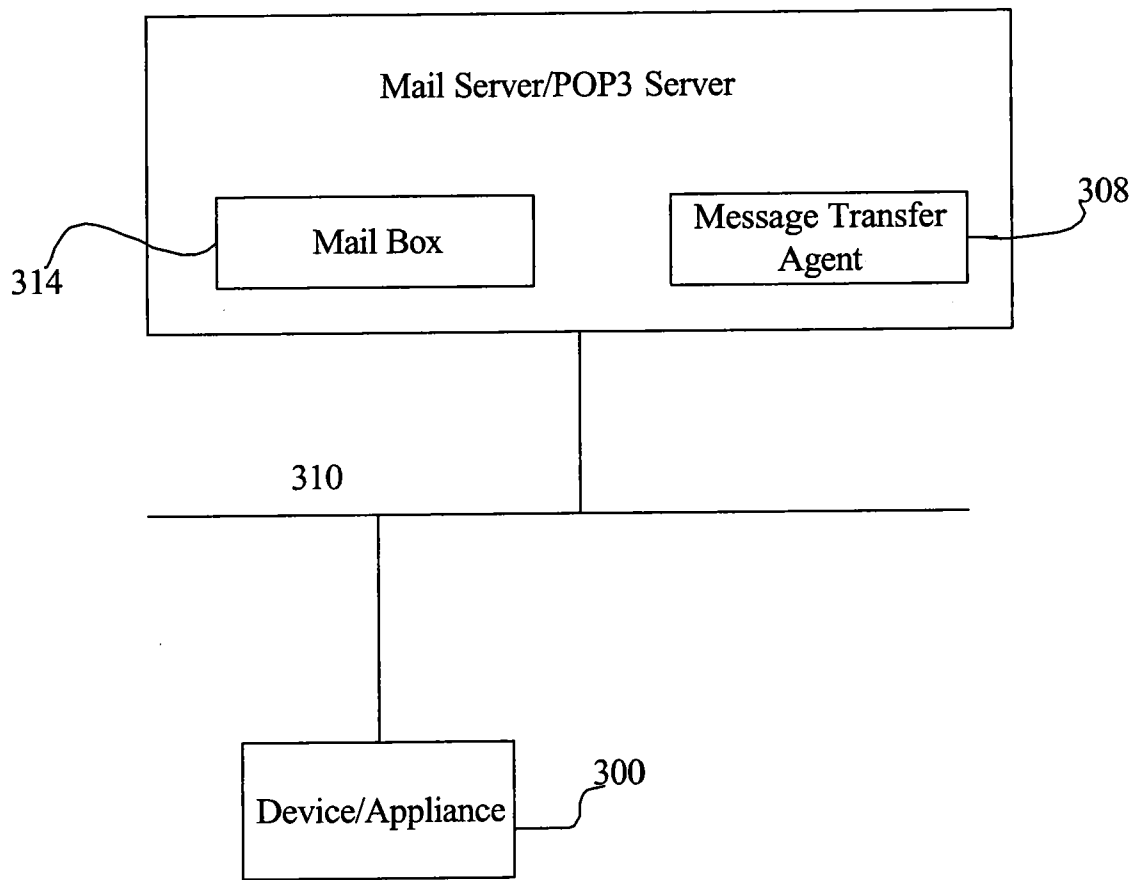 Mail Server/POP3 Server
Mail Box
Message Transfer
Agent
308
314
310
300
Device/Appliance